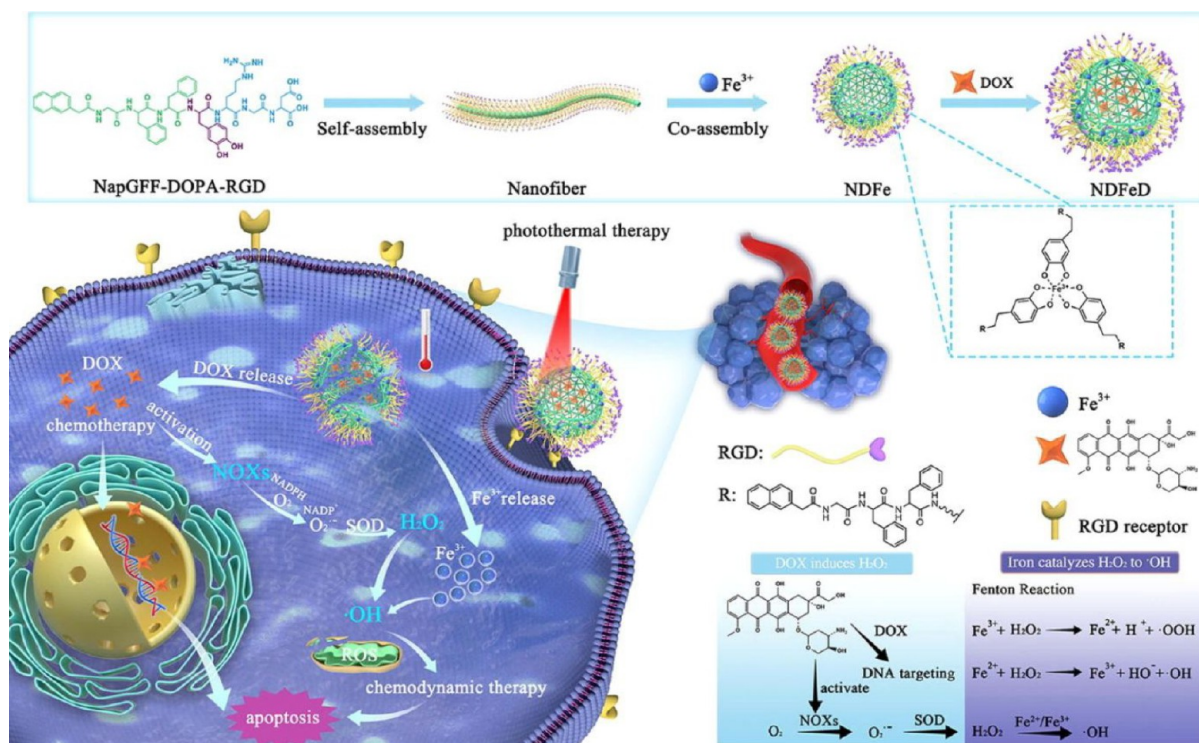 Fe³⁺
DOX
Self-assembly
Co-assembly
NapGFF-DOPA-RGD
Nanofiber
NDFe
NDFeD
photothermal therapy
DOX
DOX release
chemotherapy
activation
NOXs
NADPH
O₂
NADP⁺
O₂·⁻
SOD
H₂O₂
Fe³⁺release
Fe³⁺
·OH
ROS
chemodynamic therapy
apoptosis
R
R
R
Fe³⁺
RGD:
R:
RGD receptor
DOX induces H₂O₂
DOX
DNA targeting
activate
NOXs
SOD
O₂
O₂·⁻
Iron catalyzes H₂O₂ to ·OH
Fenton Reaction
Fe³⁺ + H₂O₂ → Fe²⁺ + H⁺ + ·OOH
Fe²⁺ + H₂O₂ → Fe³⁺ + HO⁻ + ·OH
Fe²⁺/Fe³⁺
H₂O₂
·OH